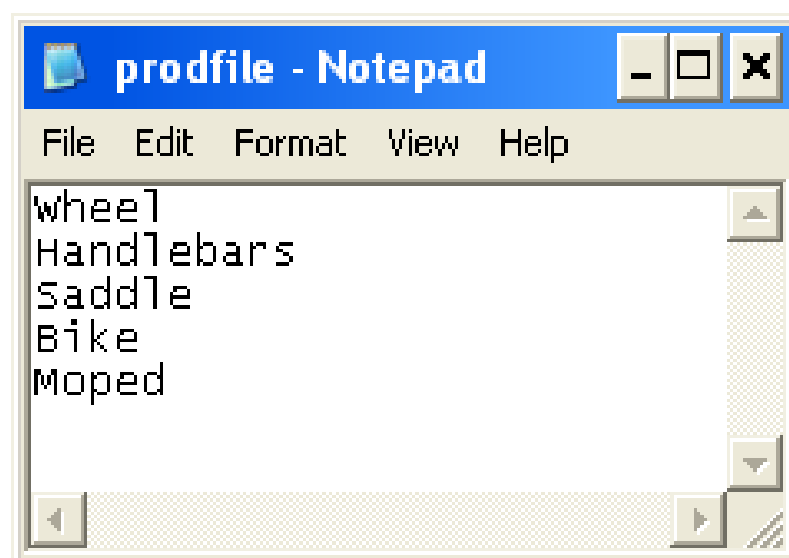 prodfile - Notepad
File Edit Format View Help
Wheel
Handlebars
Saddle
Bike
Moped